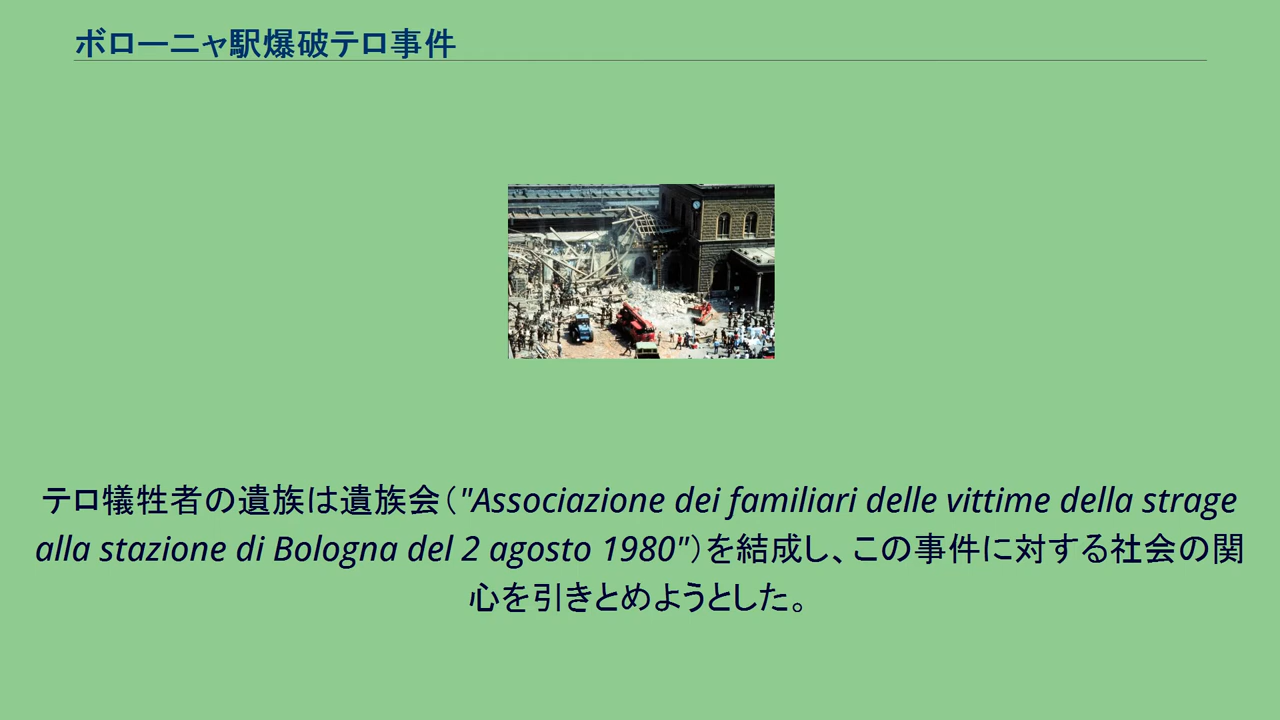 ボローニャ駅爆破テロ事件
テロ犠牲者の遺族は遺族会("Associazione dei familiari delle vittime della strage
alla stazione di Bologna del 2 agosto 1980")を結成し、この事件に対する社会の関
心を引きとめようとした。